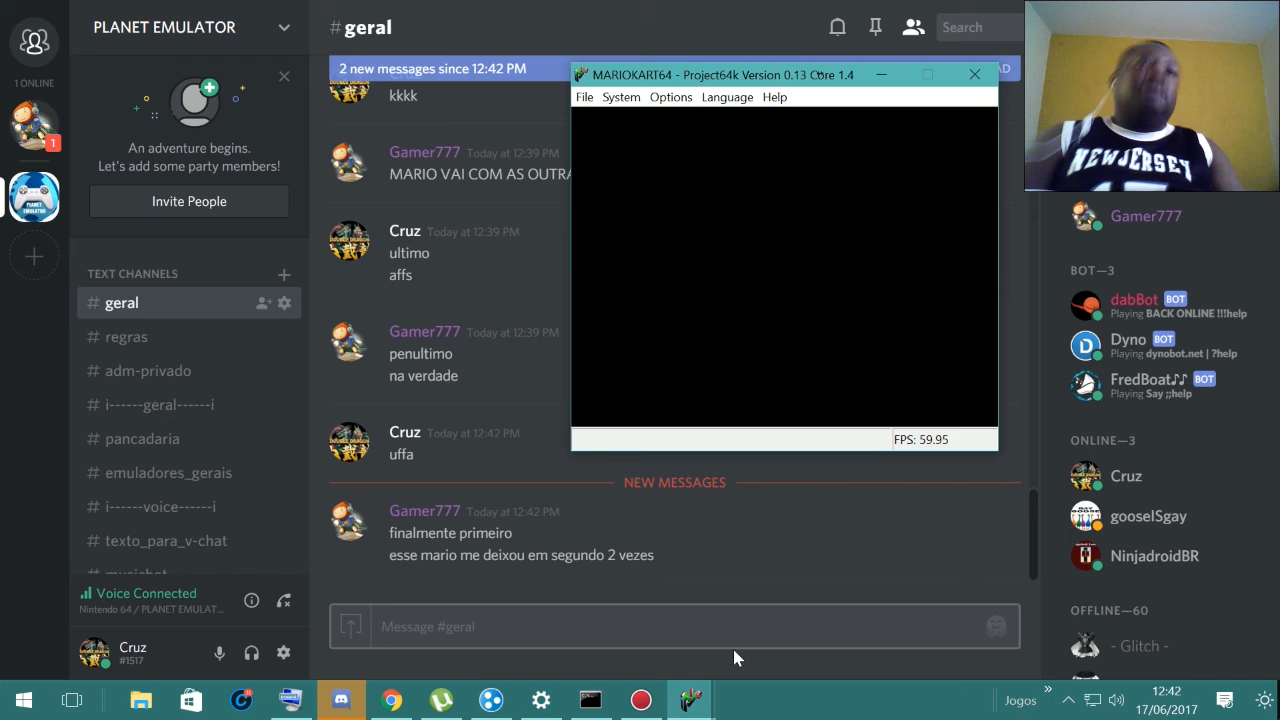 PLANET EMULATOR
#geral
Search
1 ONLINE
1
An adventure begins.
Let's add some party members!
Invite People
TEXT CHANNELS
# geral
# regras
# adm-privado
# i------geral------i
# pancadaria
# emuladores_gerais
# i------voice------i
# texto_para_v-chat
Voice Connected
Nintendo 64 / PLANET EMULAT...
Cruz
#1517
2 new messages since 12:42 PM
kkkk
Gamer777 Today at 12:39 PM
MARIO VAI COM AS OUTRA
Cruz Today at 12:39 PM
ultimo
affs
Gamer777 Today at 12:39 PM
penultimo
na verdade
Cruz Today at 12:42 PM
uffa
NEW MESSAGES
Gamer777 Today at 12:42 PM
finalmente primeiro
esse mario me deixou em segundo 2 vezes
Message #geral
MARIOKART64 - Project64k Version 0.13 Core 1.4
File System Options Language Help
FPS: 59.95
NEW JERSEY
Gamer777
BOT—3
dabBot BOT
Playing BACK ONLINE !!!help
Dyno BOT
Playing dynobot.net | ?help
FredBoat♪♪ BOT
Playing Say ;;help
ONLINE—3
Cruz
gooselSgay
NinjadroidBR
OFFLINE—60
- Glitch -
Jogos
12:42
17/06/2017